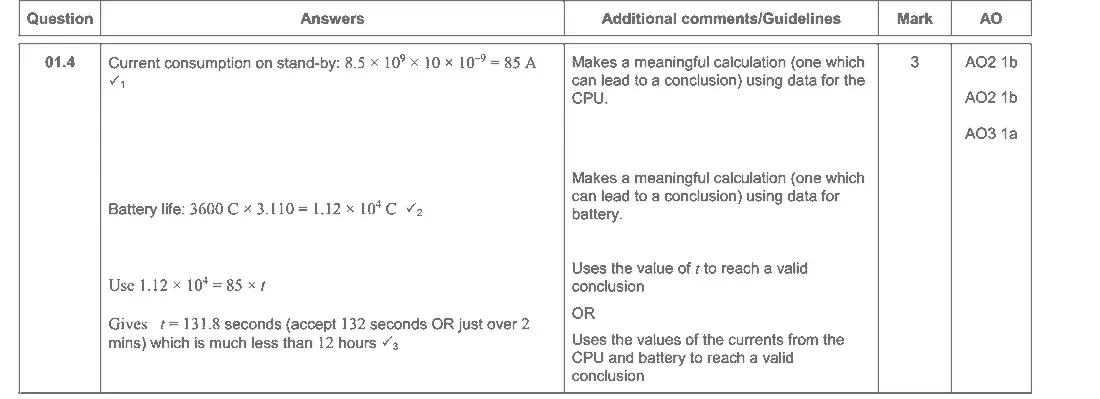 Question Answers Additional comments/Guidelines Mark AO
01.4 Current consumption on stand-by: 8.5 × 10⁹ × 10 × 10⁻⁹ = 85 A Makes a meaningful calculation (one which 3 AO2 1b
✓₁ can lead to a conclusion) using data for the
CPU. AO2 1b
AO3 1a
Makes a meaningful calculation (one which
can lead to a conclusion) using data for
Battery life: 3600 C × 3.110 = 1.12 × 10⁴ C ✓₂ battery.
Uses the value of t to reach a valid
Use 1.12 × 10⁴ = 85 × t conclusion
OR
Gives t = 131.8 seconds (accept 132 seconds OR just over 2
mins) which is much less than 12 hours ✓₃ Uses the values of the currents from the
CPU and battery to reach a valid
conclusion